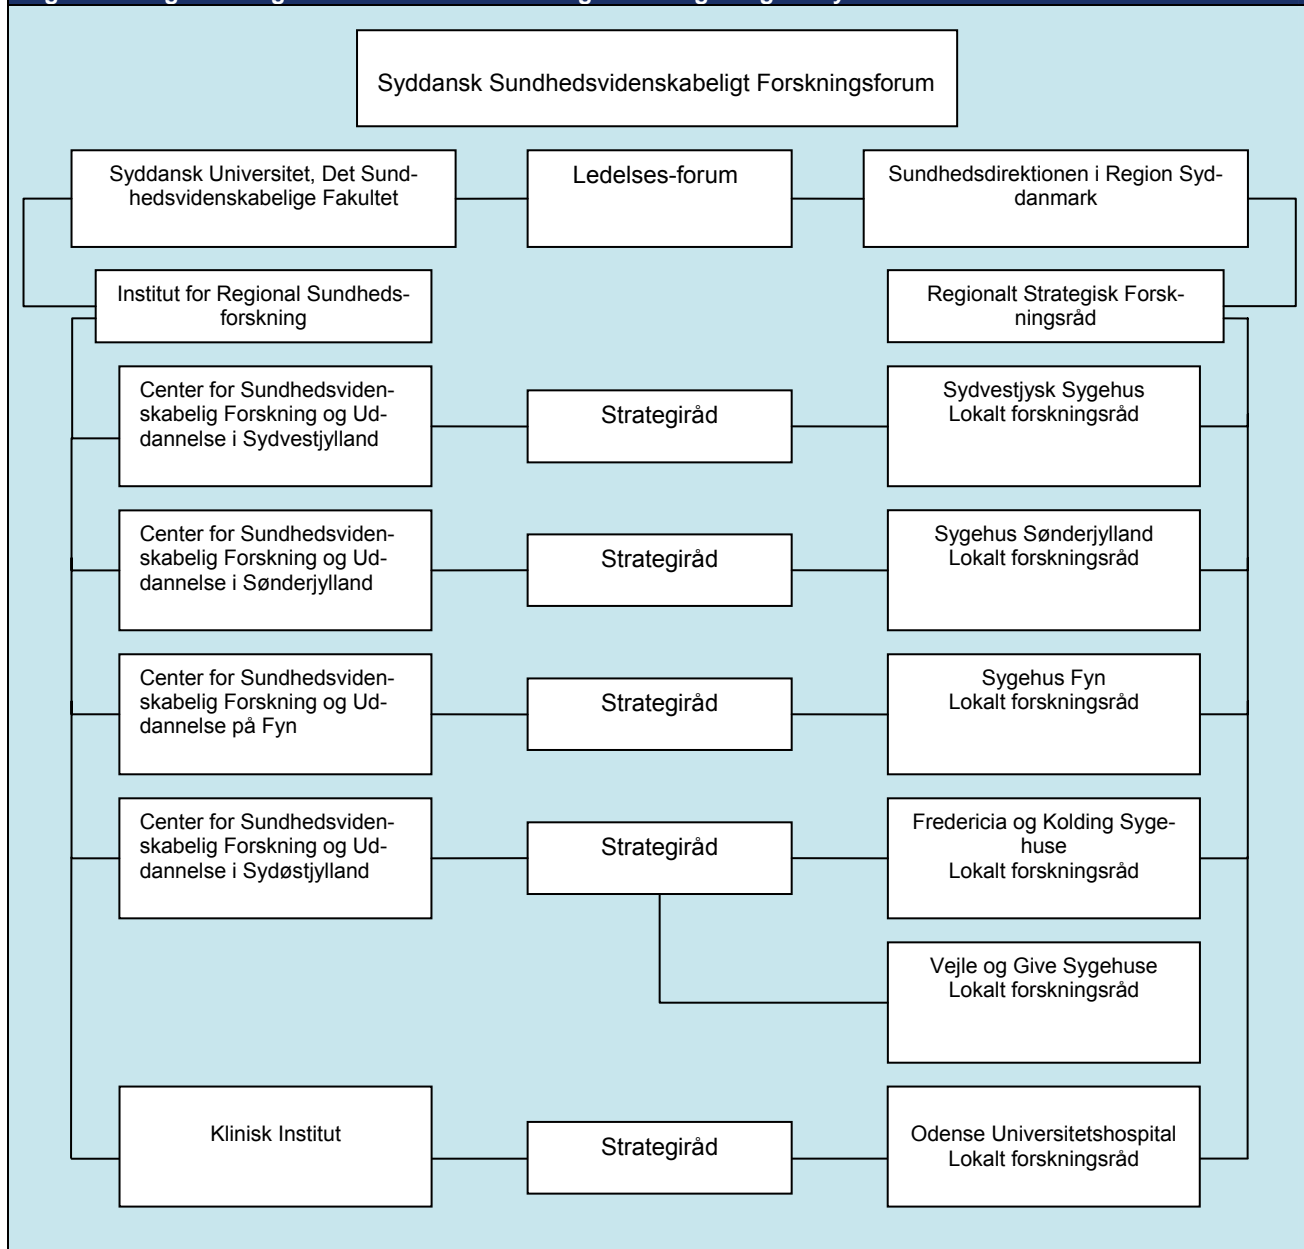 Syddansk Sundhedsvidenskabeligt Forskningsforum
Syddansk Universitet, Det Sund-
hedsvidenskabelige Fakultet
Ledelses-forum
Sundhedsdirektionen i Region Syd-
danmark
Institut for Regional Sundheds-
forskning
Regionalt Strategisk Forsk-
ningsråd
Center for Sundhedsviden-
skabelig Forskning og Ud-
dannelse i Sydvestjylland
Strategiråd
Sydvestjysk Sygehus
Lokalt forskningsråd
Center for Sundhedsviden-
skabelig Forskning og Ud-
dannelse i Sønderjylland
Strategiråd
Sygehus Sønderjylland
Lokalt forskningsråd
Center for Sundhedsviden-
skabelig Forskning og Ud-
dannelse på Fyn
Strategiråd
Sygehus Fyn
Lokalt forskningsråd
Center for Sundhedsviden-
skabelig Forskning og Ud-
dannelse i Sydøstjylland
Strategiråd
Fredericia og Kolding Syge-
huse
Lokalt forskningsråd
Vejle og Give Sygehuse
Lokalt forskningsråd
Klinisk Institut
Strategiråd
Odense Universitetshospital
Lokalt forskningsråd